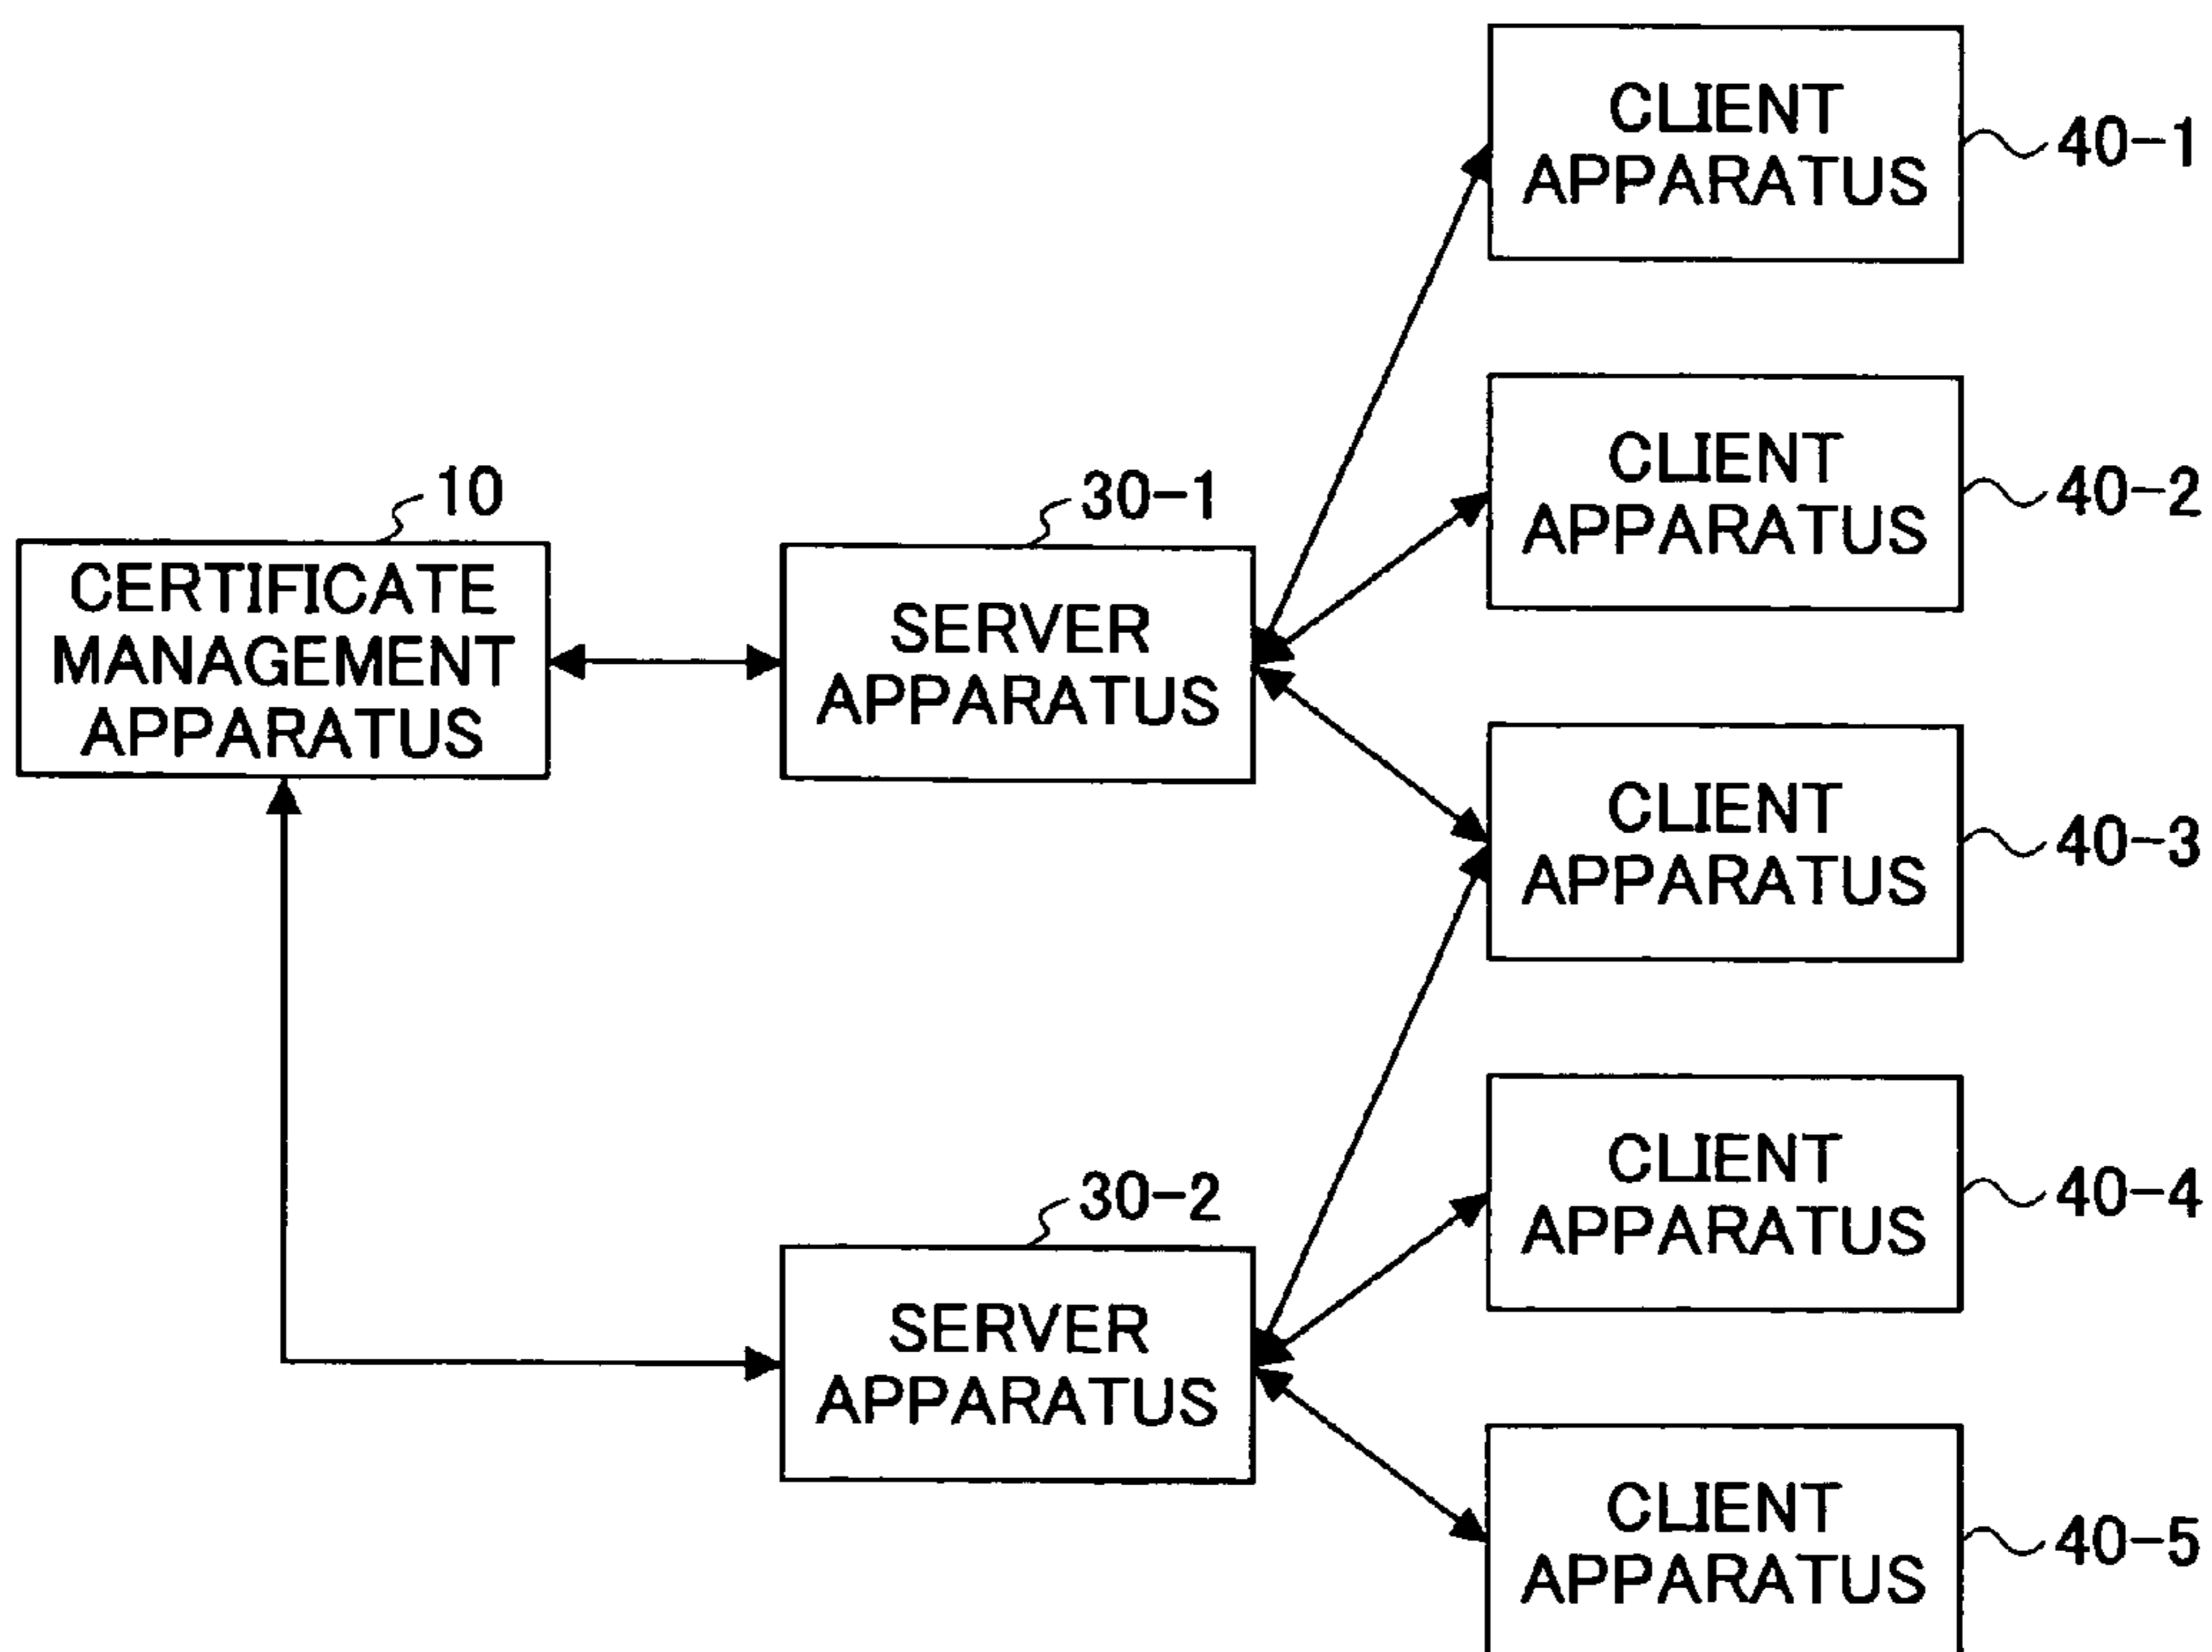 CLIENT
APPARATUS
40-1
CLIENT
APPARATUS
40-2
10
CERTIFICATE
MANAGEMENT
APPARATUS
30-1
SERVER
APPARATUS
CLIENT
APPARATUS
40-3
CLIENT
APPARATUS
40-4
30-2
SERVER
APPARATUS
CLIENT
APPARATUS
40-5